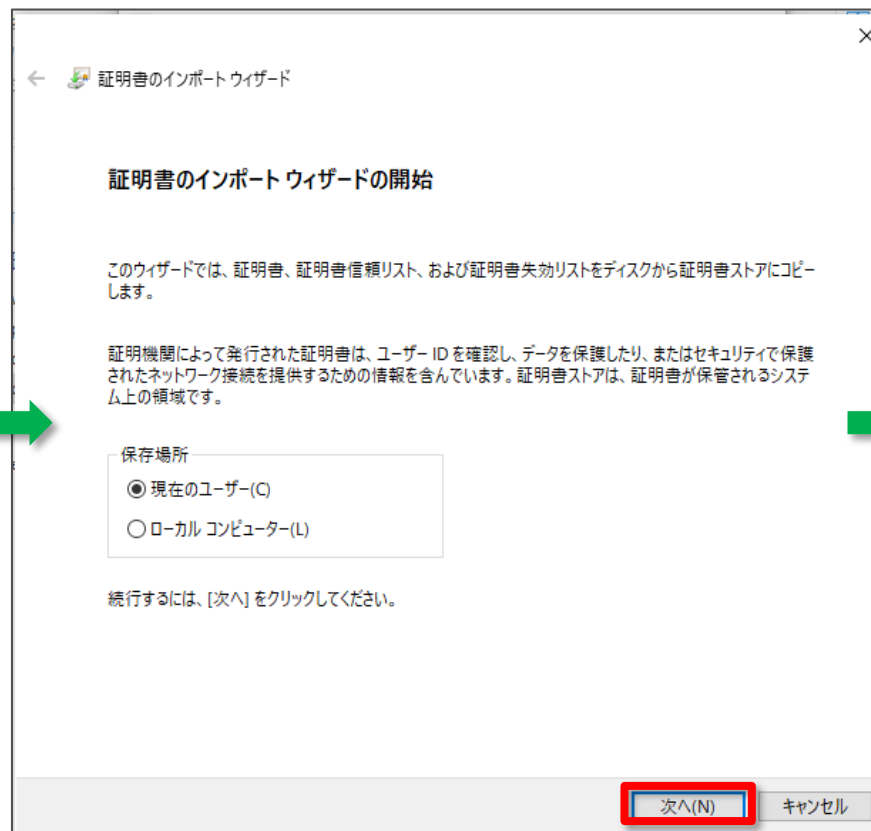 証明書のインポート ウィザード
証明書のインポート ウィザードの開始
このウィザードでは、証明書、証明書信頼リスト、および証明書失効リストをディスクから証明書ストアにコピー
します。
証明機関によって発行された証明書は、ユーザー ID を確認し、データを保護したり、またはセキュリティで保護
されたネットワーク接続を提供するための情報を含んでいます。証明書ストアは、証明書が保管されるシステ
ム上の領域です。
保存場所
現在のユーザー(C)
ローカル コンピューター(L)
続行するには、[次へ] をクリックしてください。
次へ(N)
キャンセル